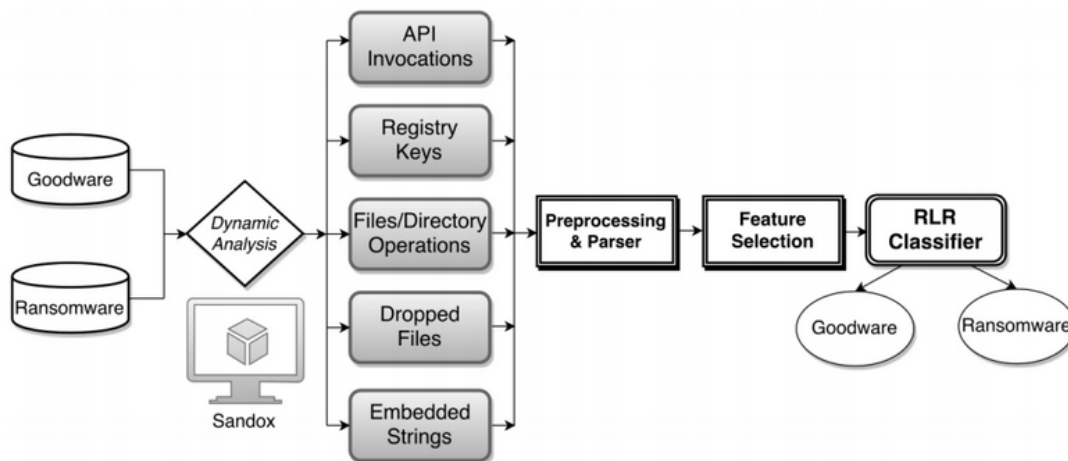 API
Invocations
Registry
Keys
Goodware
Dynamic
Analysis
Files/Directory
Operations
Preprocessing
& Parser
Feature
Selection
RLR
Classifier
Ransomware
Dropped
Files
Goodware
Ransomware
Sandox
Embedded
Strings